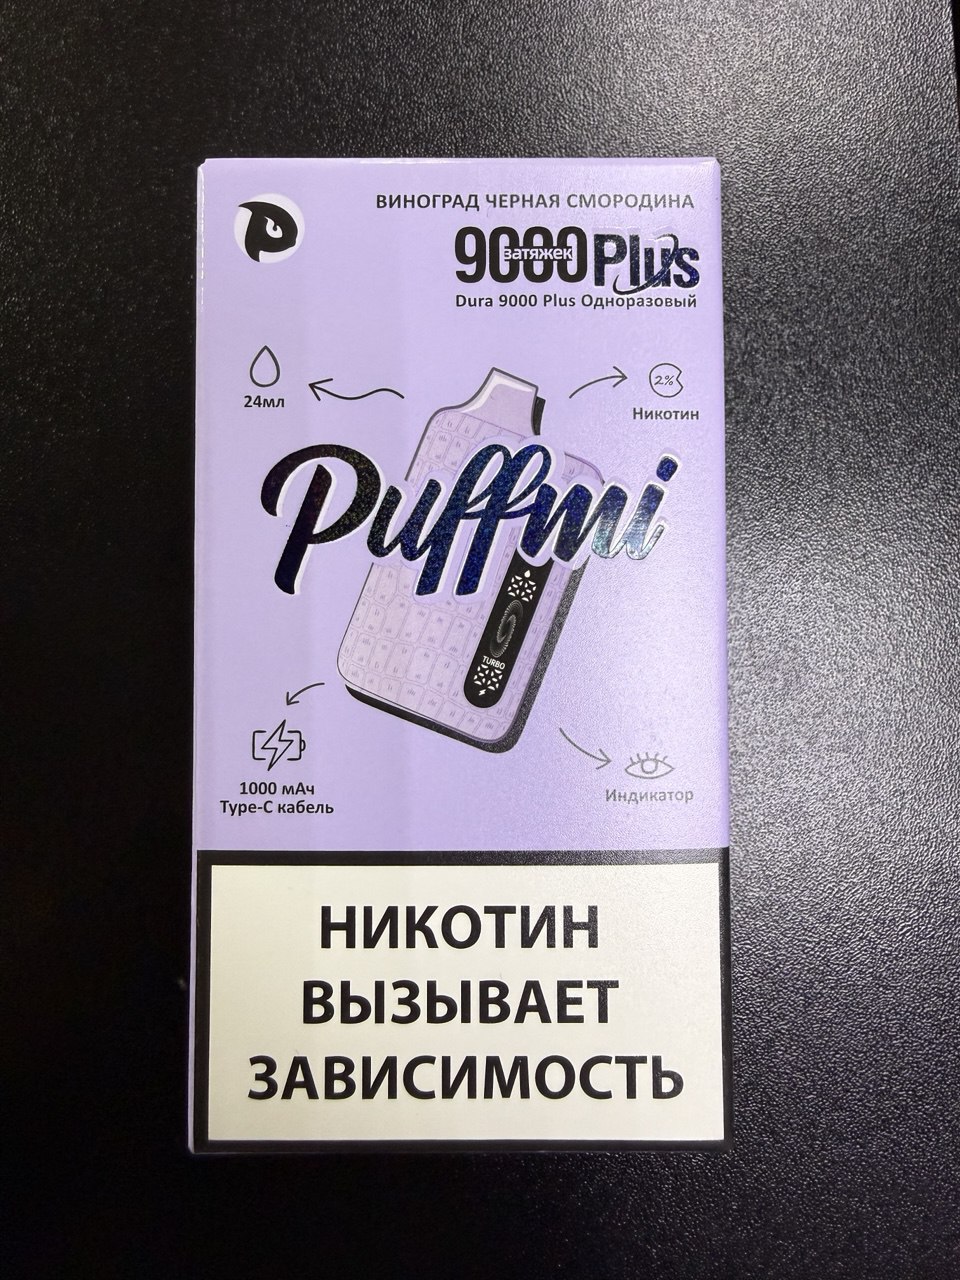 ВИНОГРАД ЧЕРНАЯ СМОРОДИНА
9000 Plus
затяжек
Dura 9000 Plus Одноразовый
24мл
2%
Никотин
Puffmi
TURBO
1000 мАч
Type-C кабель
Индикатор
НИКОТИН
ВЫЗЫВАЕТ
ЗАВИСИМОСТЬ